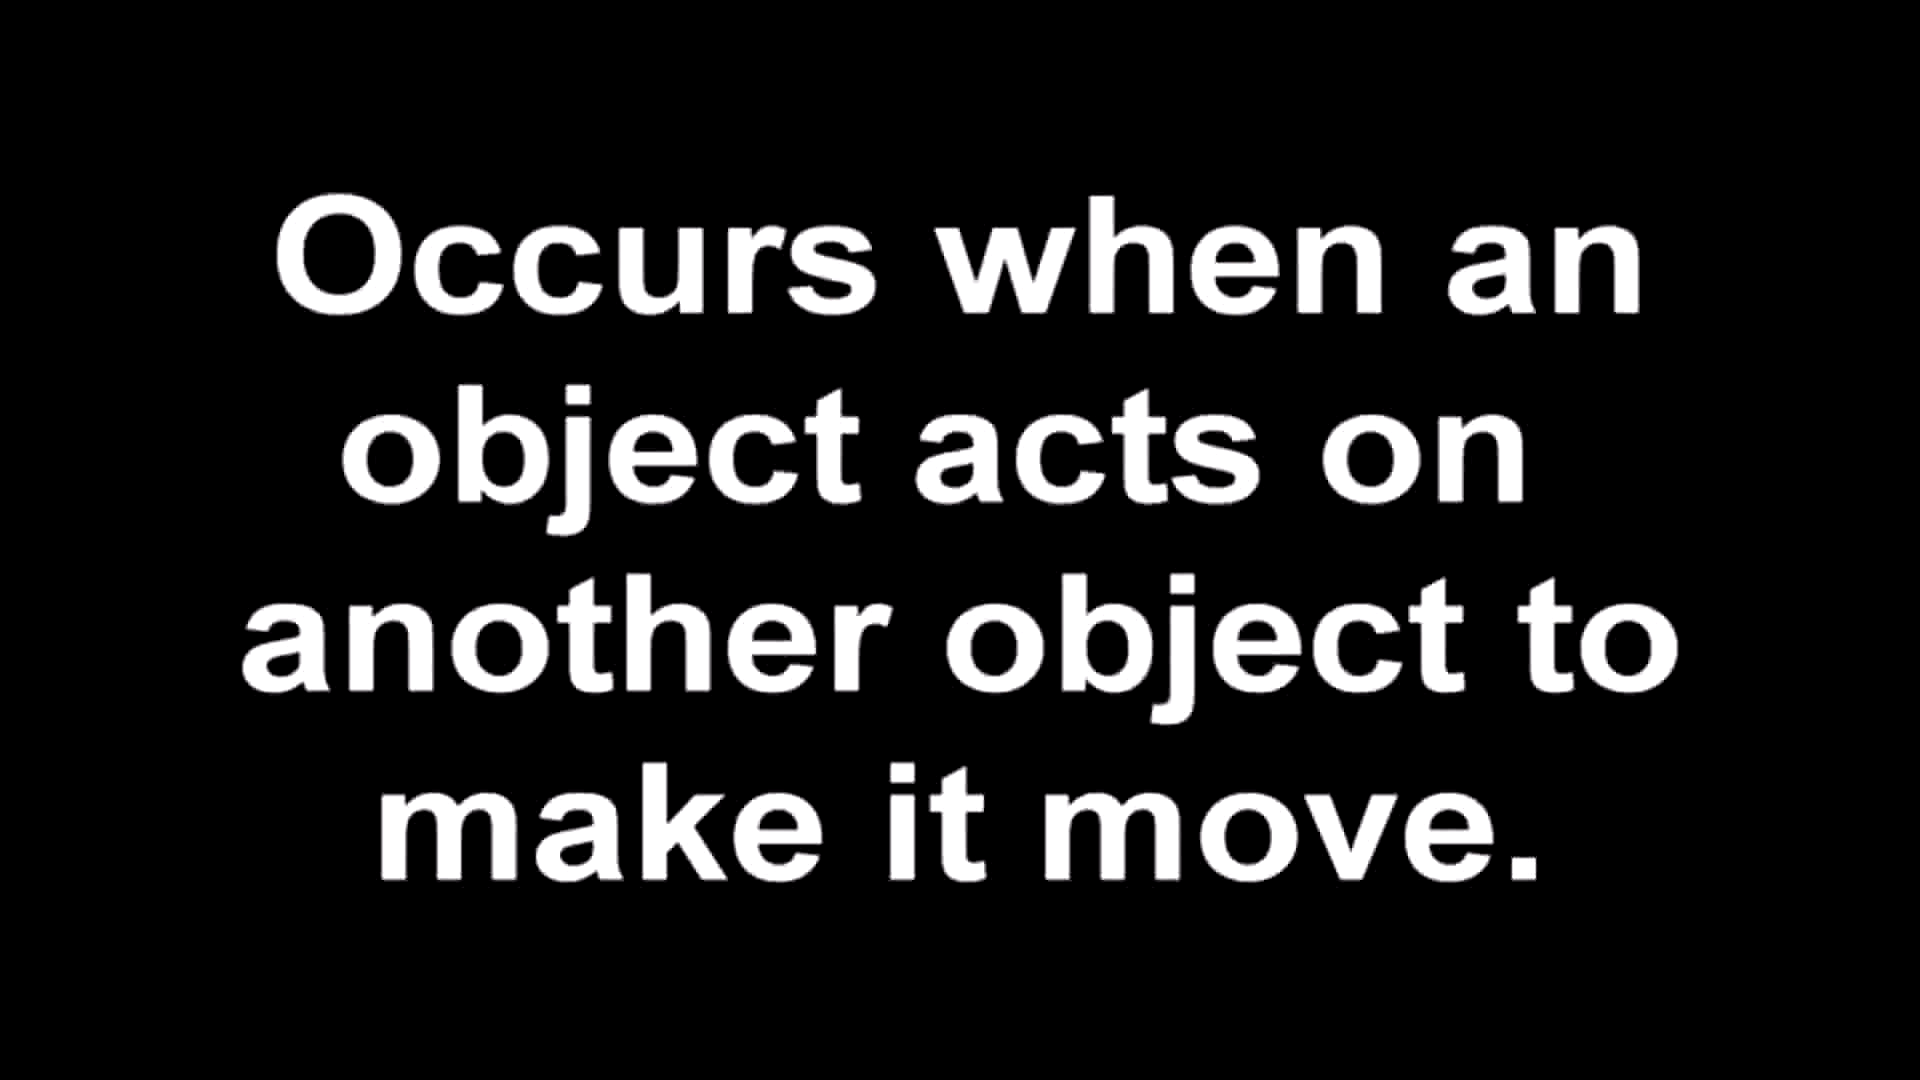 Occurs when an
object acts on
another object to
make it move.